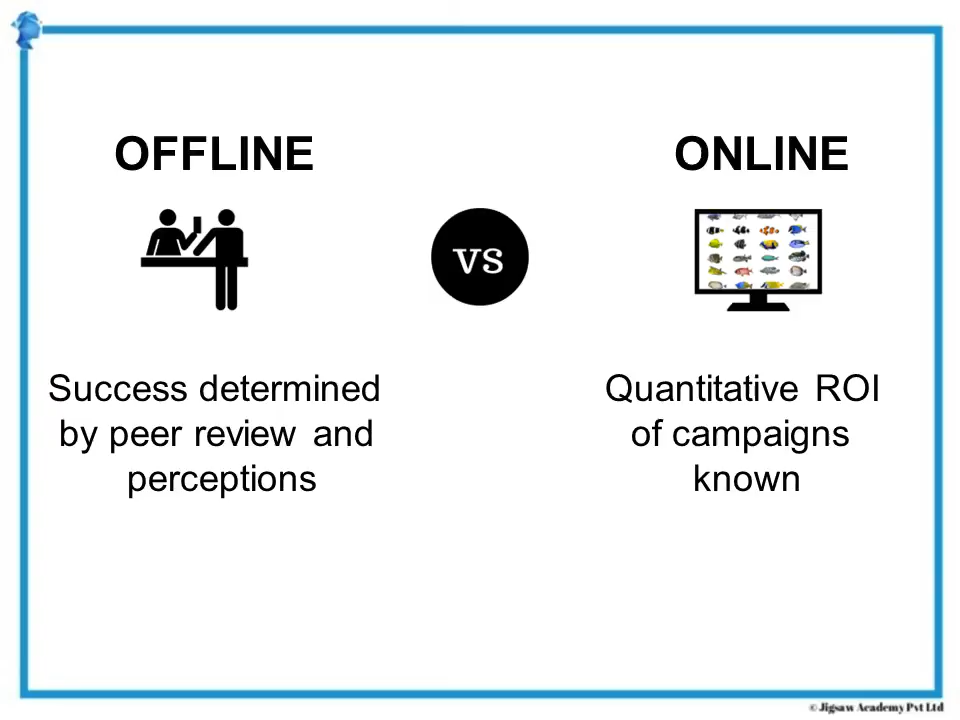 OFFLINE
ONLINE
vs
Success determined
by peer review and
perceptions
Quantitative ROI
of campaigns
known
© Jigsaw Academy Pvt Ltd